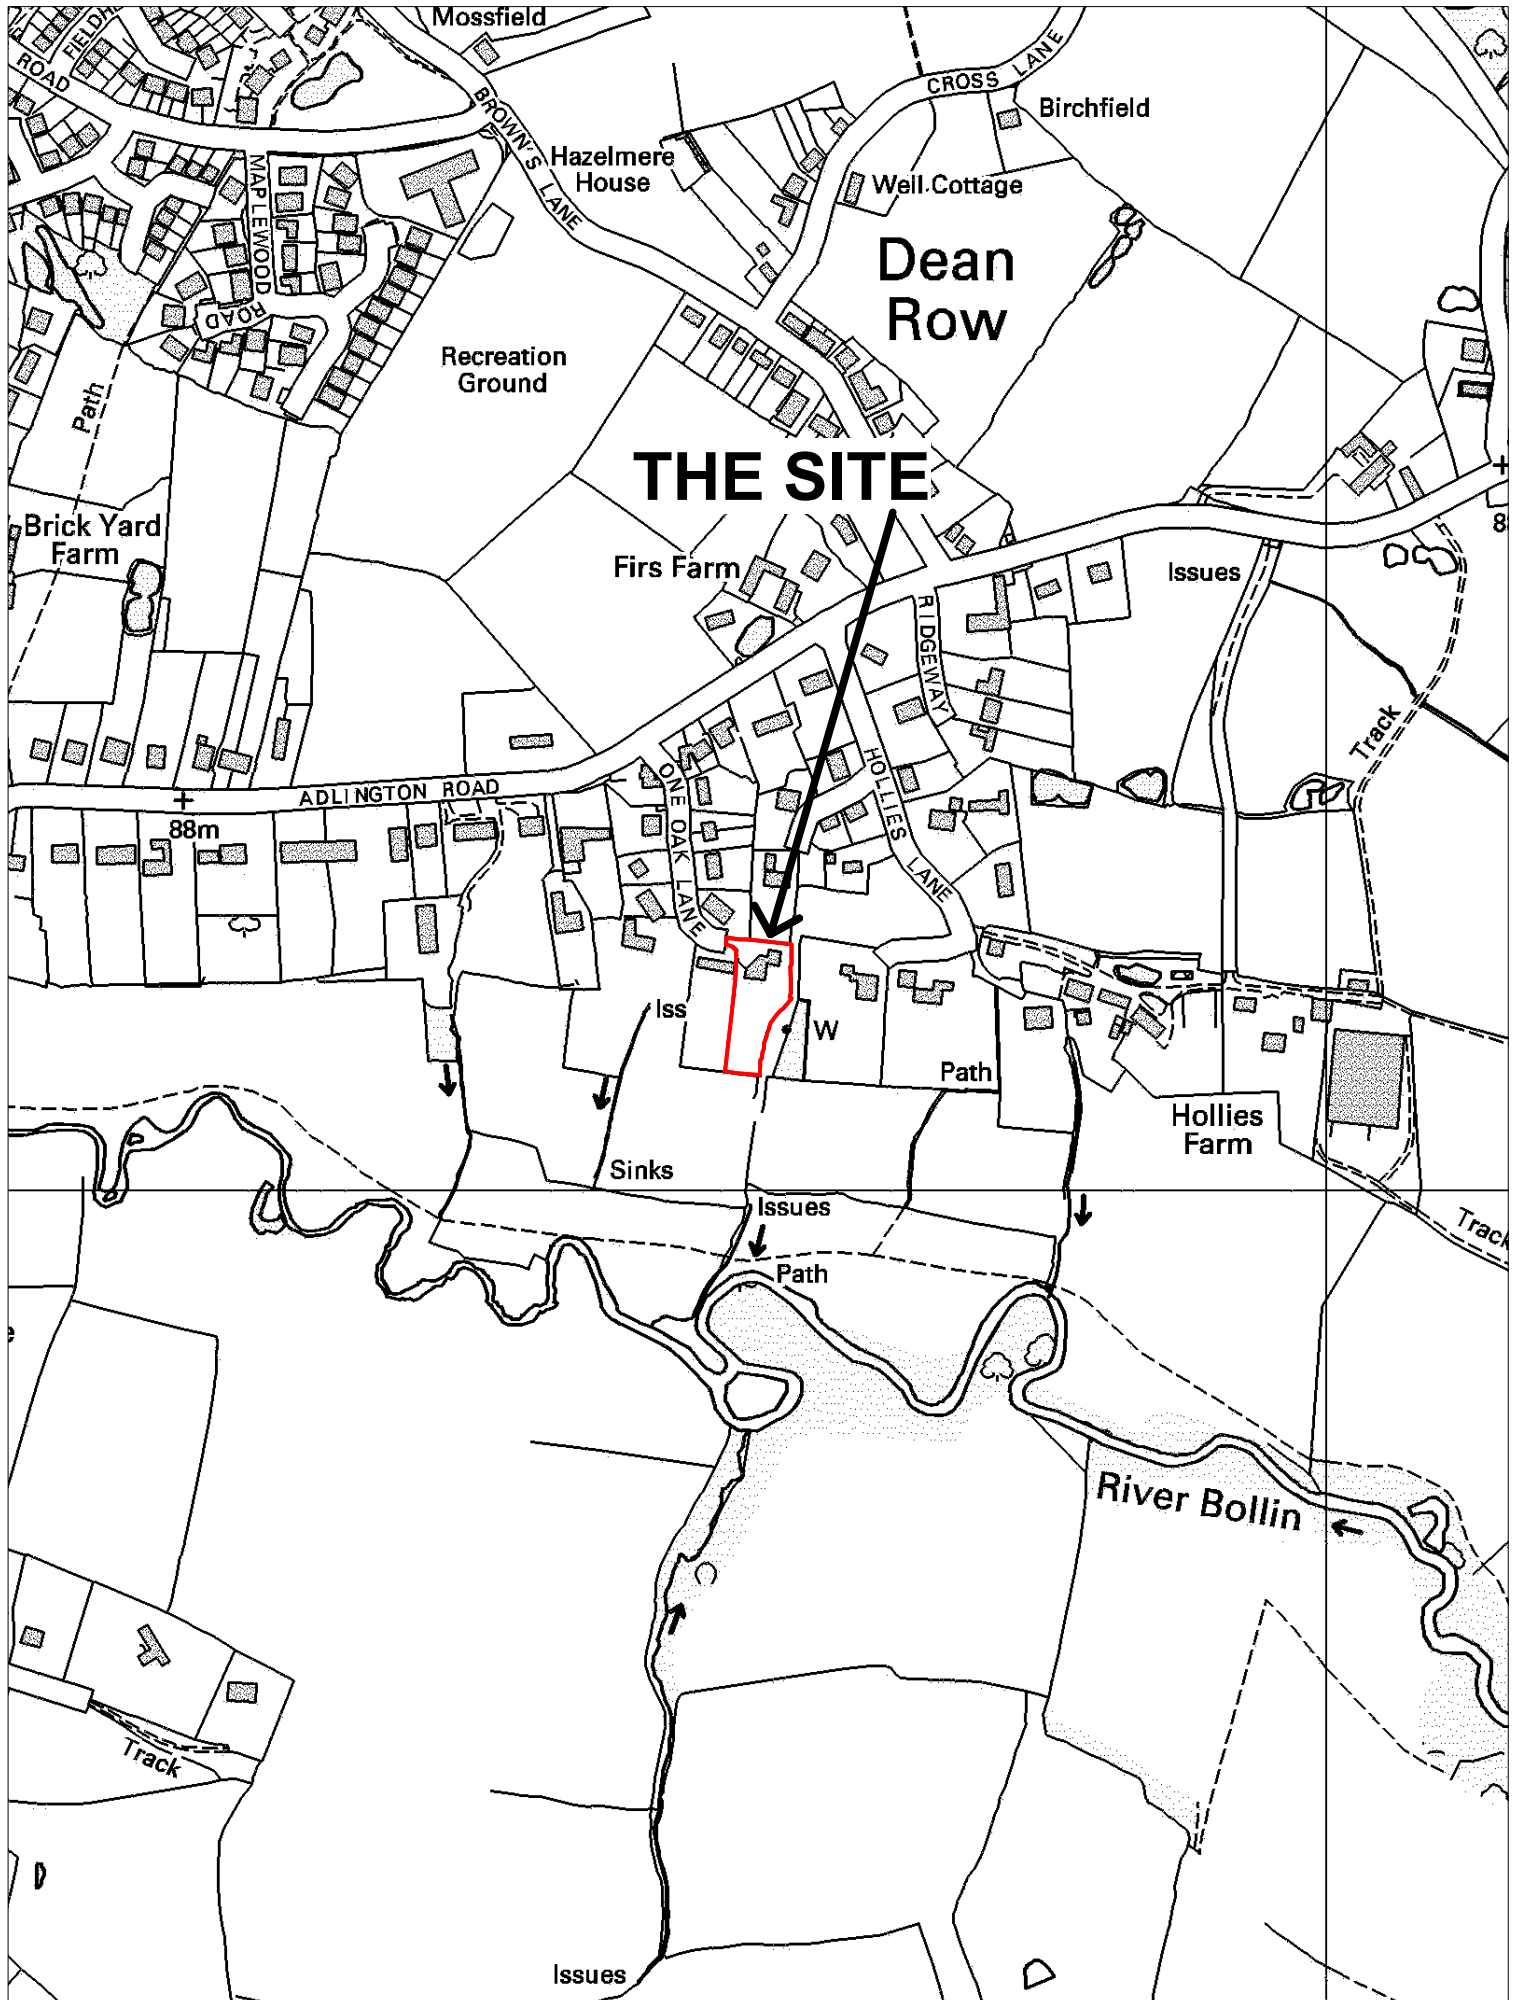 Mossfield
FIELDH
ROAD
BROWN'S LANE
CROSS LANE
Birchfield
Hazelmere
House
Well Cottage
MAPLEWOOD
ROAD
Dean
Row
Recreation
Ground
Path
THE SITE
Brick Yard
Farm
Firs Farm
Issues
RIDGEWAY
Track
HOLLIES
LANE
ONE OAK LANE
ADLINGTON ROAD
88m
Iss
W
Path
Hollies
Farm
Sinks
Issues
Path
Track
River Bollin
Track
Issues